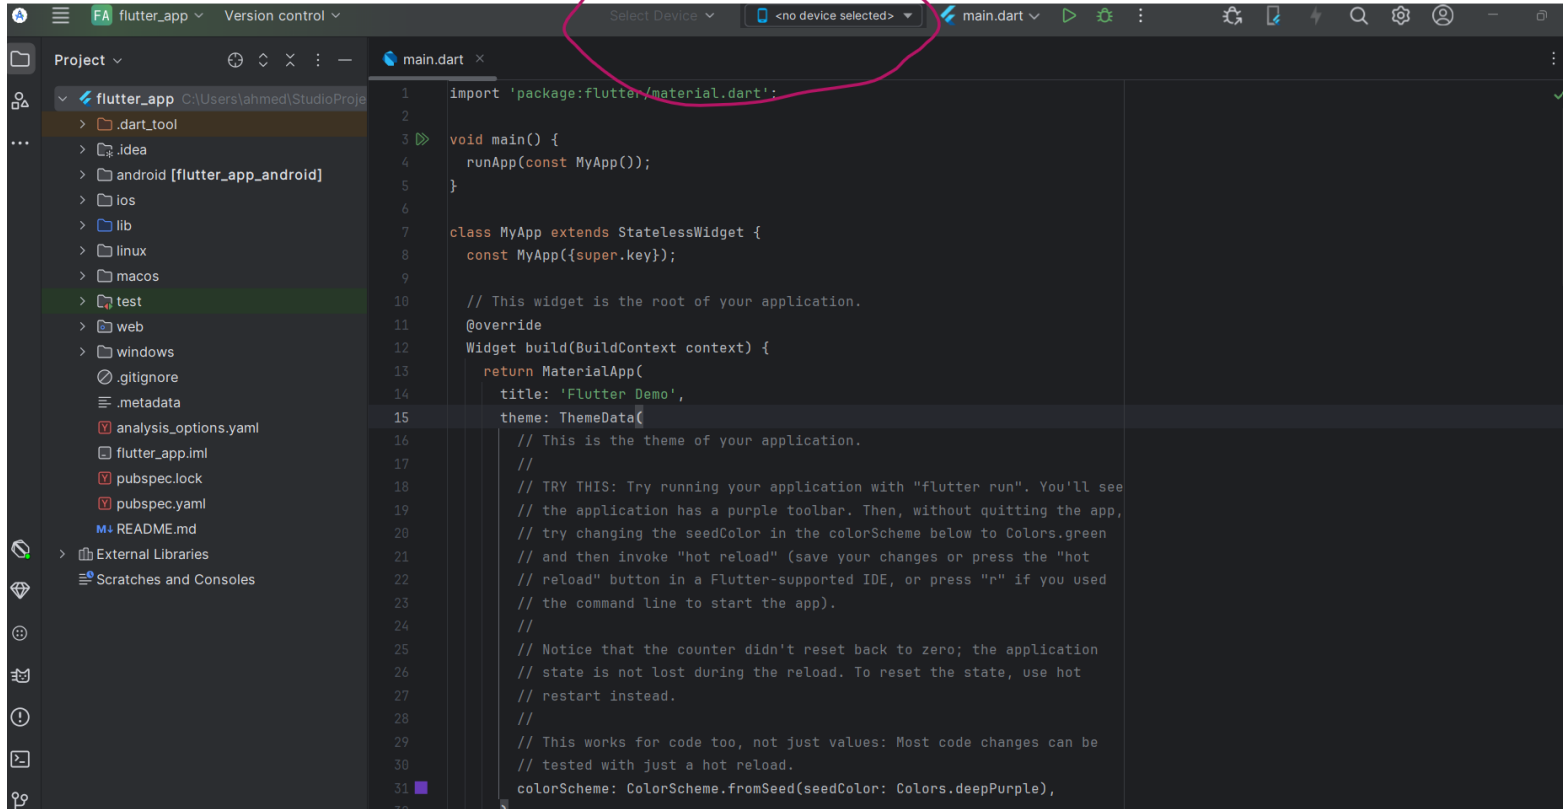 FA flutter_app Version control Select Device <no device selected> main.dart
Project
main.dart
flutter_app C:\Users\ahmed\StudioProje
.dart_tool
.idea
android [flutter_app_android]
ios
lib
linux
macos
test
web
windows
.gitignore
.metadata
analysis_options.yaml
flutter_app.iml
pubspec.lock
pubspec.yaml
M↓ README.md
External Libraries
Scratches and Consoles
1 import 'package:flutter/material.dart';
2
3 void main() {
4 runApp(const MyApp());
5 }
6
7 class MyApp extends StatelessWidget {
8 const MyApp({super.key});
9
10 // This widget is the root of your application.
11 @override
12 Widget build(BuildContext context) {
13 return MaterialApp(
14 title: 'Flutter Demo',
15 theme: ThemeData(
16 // This is the theme of your application.
17 //
18 // TRY THIS: Try running your application with "flutter run". You'll see
19 // the application has a purple toolbar. Then, without quitting the app,
20 // try changing the seedColor in the colorScheme below to Colors.green
21 // and then invoke "hot reload" (save your changes or press the "hot
22 // reload" button in a Flutter-supported IDE, or press "r" if you used
23 // the command line to start the app).
24 //
25 // Notice that the counter didn't reset back to zero; the application
26 // state is not lost during the reload. To reset the state, use hot
27 // restart instead.
28 //
29 // This works for code too, not just values: Most code changes can be
30 // tested with just a hot reload.
31 colorScheme: ColorScheme.fromSeed(seedColor: Colors.deepPurple),